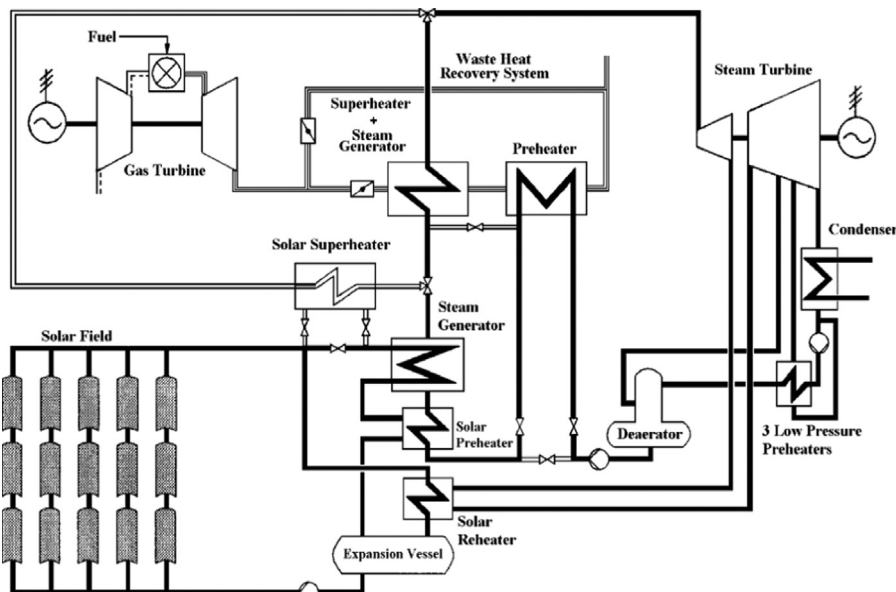 Fuel
Waste Heat
Recovery System
Steam Turbine
Superheater
+
Steam
Generator
Preheater
Gas Turbine
Condenser
Solar Superheater
Steam
Generator
Solar Field
Solar
Preheater
Deaerator
3 Low Pressure
Preheaters
Solar
Reheater
Expansion Vessel